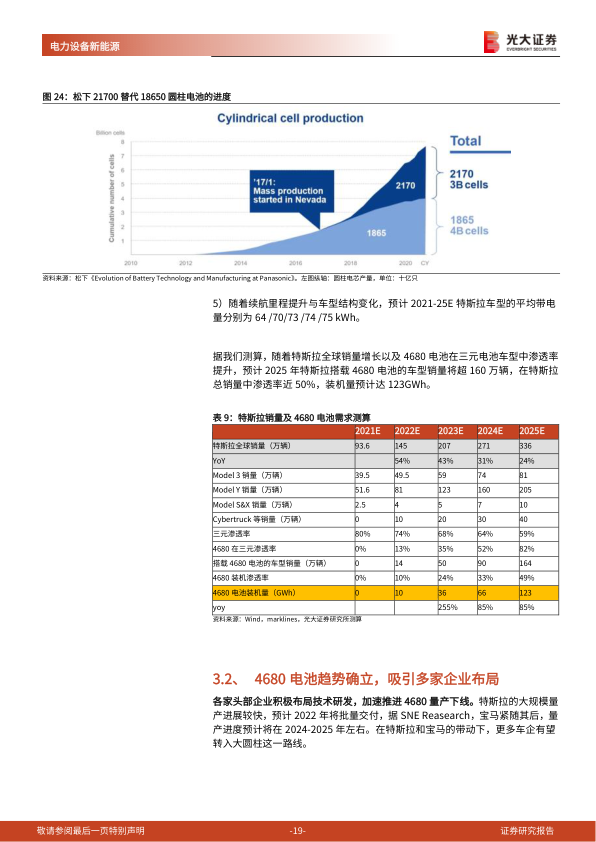 电力设备新能源
光大证券
EVERBRIGHT SECURITIES
图 24：松下 21700 替代 18650 圆柱电池的进度
Cylindrical cell production
Billion cells
Cumulative number of cells
8
7
6
5
4
3
2
1
2010 2012 2014 2016 2018 2020 CY
'17/1:
Mass production
started in Nevada
2170
1865
Total
2170
3B cells
1865
4B cells
资料来源：松下《Evolution of Battery Technology and Manufacturing at Panasonic》。左图纵轴：圆柱电芯产量，单位：十亿只
5）随着续航里程提升与车型结构变化，预计 2021-25E 特斯拉车型的平均带电
量分别为 64 /70/73 /74 /75 kWh。
据我们测算，随着特斯拉全球销量增长以及 4680 电池在三元电池车型中渗透率
提升，预计 2025 年特斯拉搭载 4680 电池的车型销量将超 160 万辆，在特斯拉
总销量中渗透率近 50%，装机量预计达 123GWh。
表 9：特斯拉销量及 4680 电池需求测算
2021E 2022E 2023E 2024E 2025E
特斯拉全球销量（万辆） 93.6 145 207 271 336
YoY 54% 43% 31% 24%
Model 3 销量（万辆） 39.5 49.5 59 74 81
Model Y 销量（万辆） 51.6 81 123 160 205
Model S&X 销量（万辆） 2.5 4 5 7 10
Cybertruck 等销量（万辆） 0 10 20 30 40
三元渗透率 80% 74% 68% 64% 59%
4680 在三元渗透率 0% 13% 35% 52% 82%
搭载 4680 电池的车型销量（万辆） 0 14 50 90 164
4680 装机渗透率 0% 10% 24% 33% 49%
4680 电池装机量（GWh） 0 10 36 66 123
yoy 255% 85% 85%
资料来源：Wind，marklines，光大证券研究所测算
3.2、 4680 电池趋势确立，吸引多家企业布局
各家头部企业积极布局技术研发，加速推进 4680 量产下线。特斯拉的大规模量
产进展较快，预计 2022 年将批量交付，据 SNE Reasearch，宝马紧随其后，量
产进度预计将在 2024-2025 年左右。在特斯拉和宝马的带动下，更多车企有望
转入大圆柱这一路线。
敬请参阅最后一页特别声明
-19-
证券研究报告